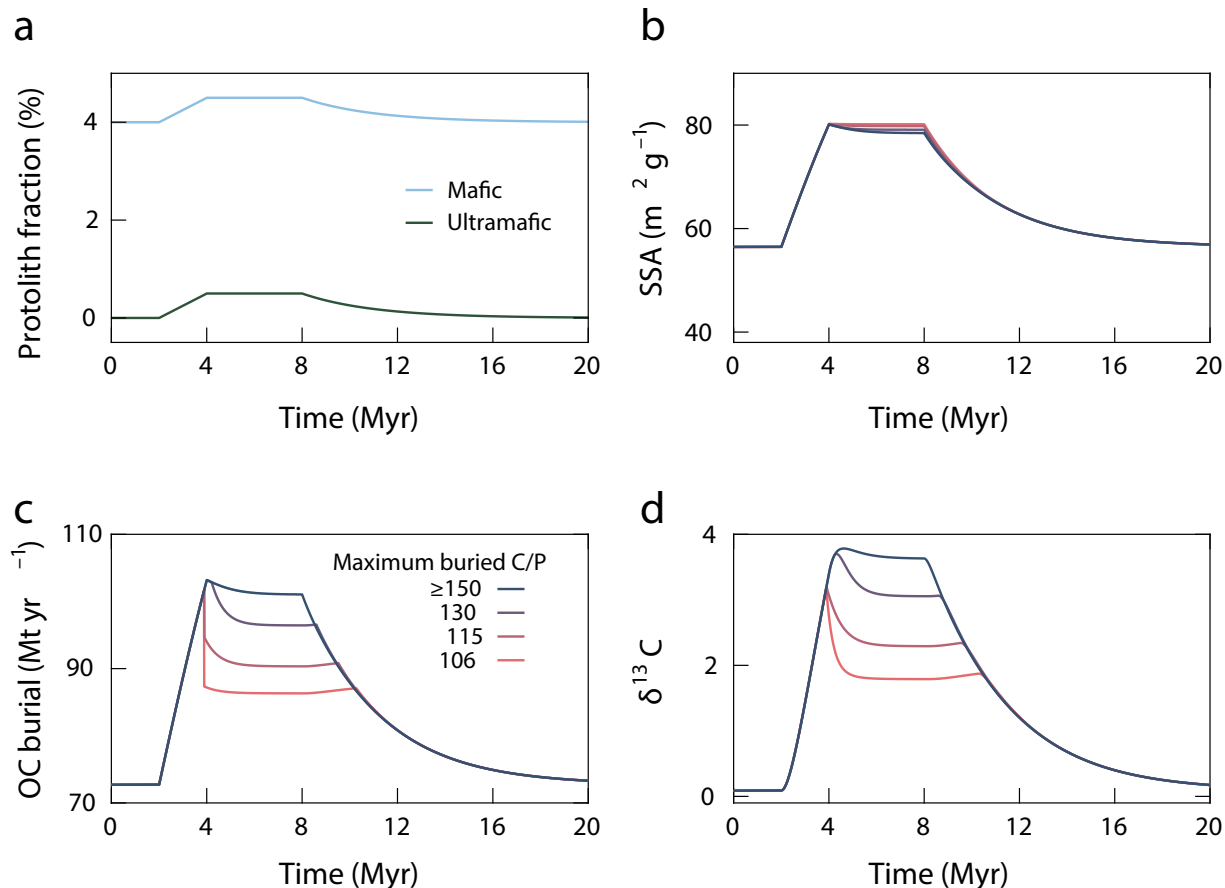 a
Protolith fraction (%)
4
2
0
Mafic
Ultramafic
0 4 8 12 16 20
Time (Myr)
b
SSA (m 2 g −1)
80
60
40
0 4 8 12 16 20
Time (Myr)
c
OC burial (Mt yr −1)
110
90
70
Maximum buried C/P
≥150
130
115
106
0 4 8 12 16 20
Time (Myr)
d
δ13 C
4
2
0
0 4 8 12 16 20
Time (Myr)